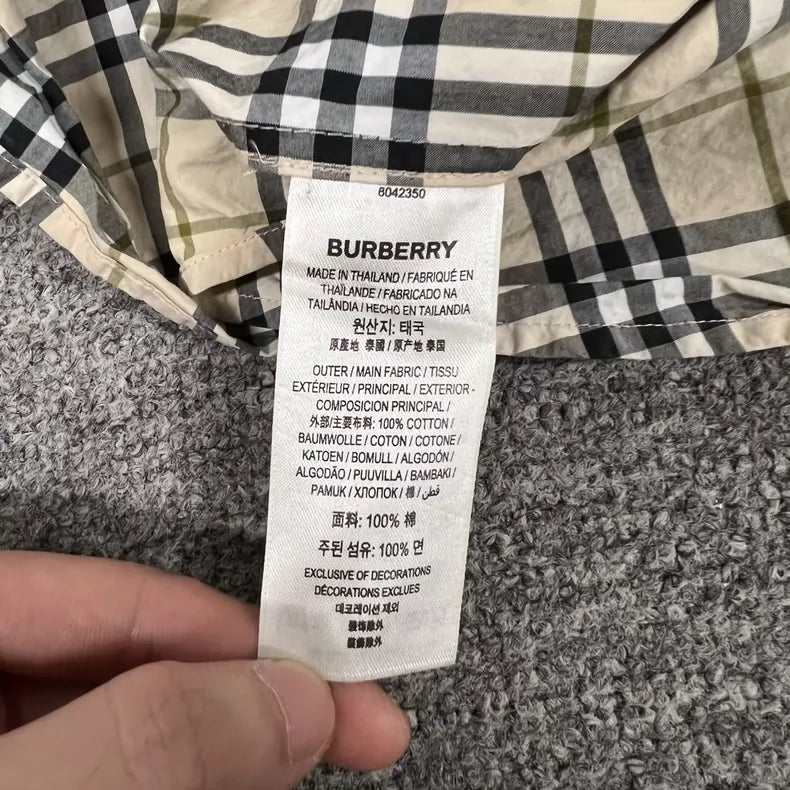 8042350
BURBERRY
MADE IN THAILAND / FABRIQUÉ EN
THAÏLANDE / FABRICADO NA
TAILÂNDIA / HECHO EN TAILANDIA
원산지: 태국
原產地 泰國 / 原产地 泰国
OUTER / MAIN FABRIC / TISSU
EXTÉRIEUR / PRINCIPAL / EXTERIOR -
COMPOSICION PRINCIPAL /
外部/主要布料: 100% COTTON /
BAUMWOLLE / COTON / COTONE /
KATOEN / BOMULL / ALGODÓN /
ALGODÃO / PUUVILLA / BAMBAKI /
PAMUK / ХЛОПОК / 棉 / قطن
面料: 100% 棉
주된 섬유: 100% 면
EXCLUSIVE OF DECORATIONS
DÉCORATIONS EXCLUES
데코레이션 제외
装饰除外
裝飾除外